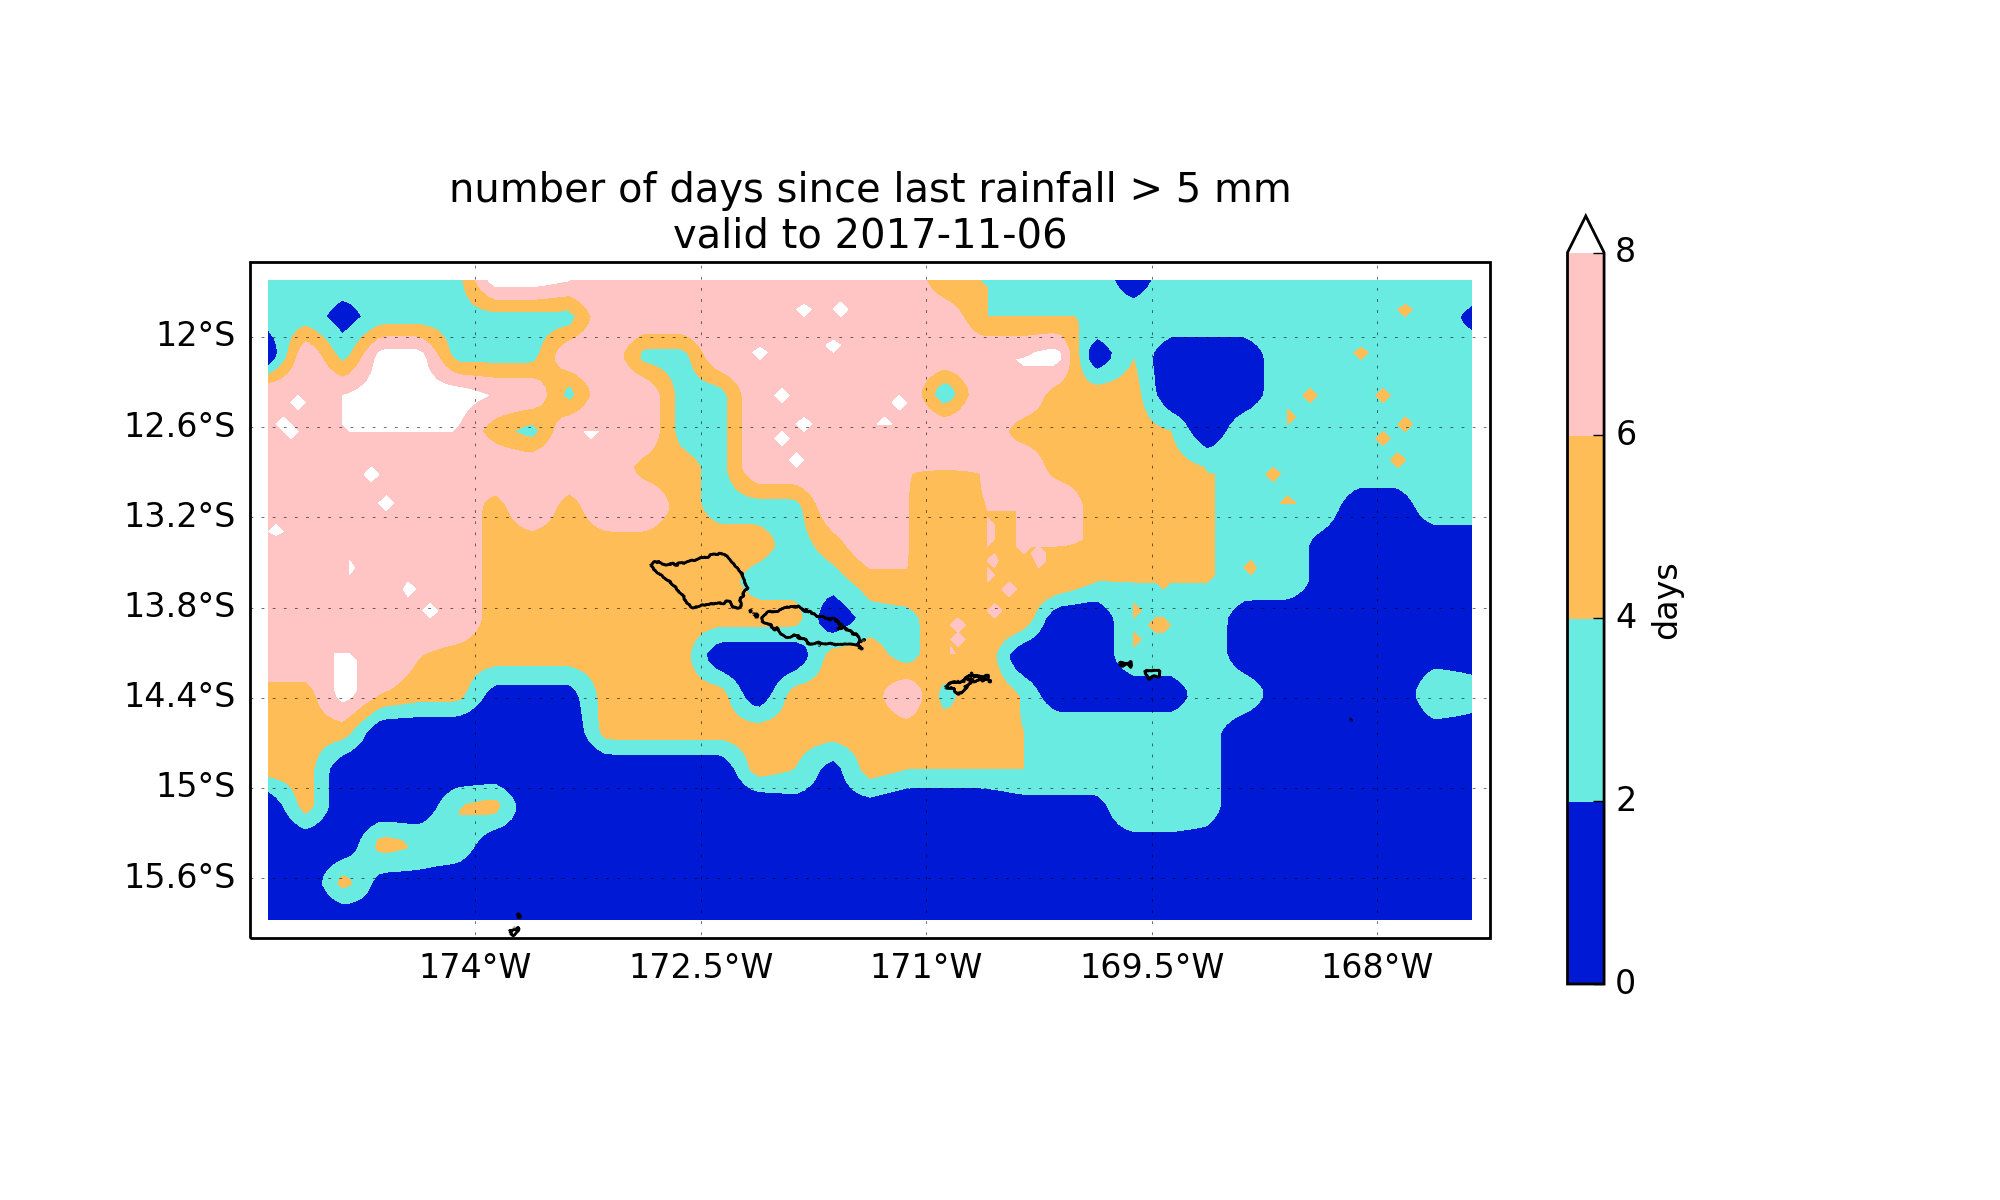 number of days since last rainfall > 5 mm
valid to 2017-11-06
12°S
12.6°S
13.2°S
13.8°S
14.4°S
15°S
15.6°S
174°W
172.5°W
171°W
169.5°W
168°W
8
6
4
2
0
days